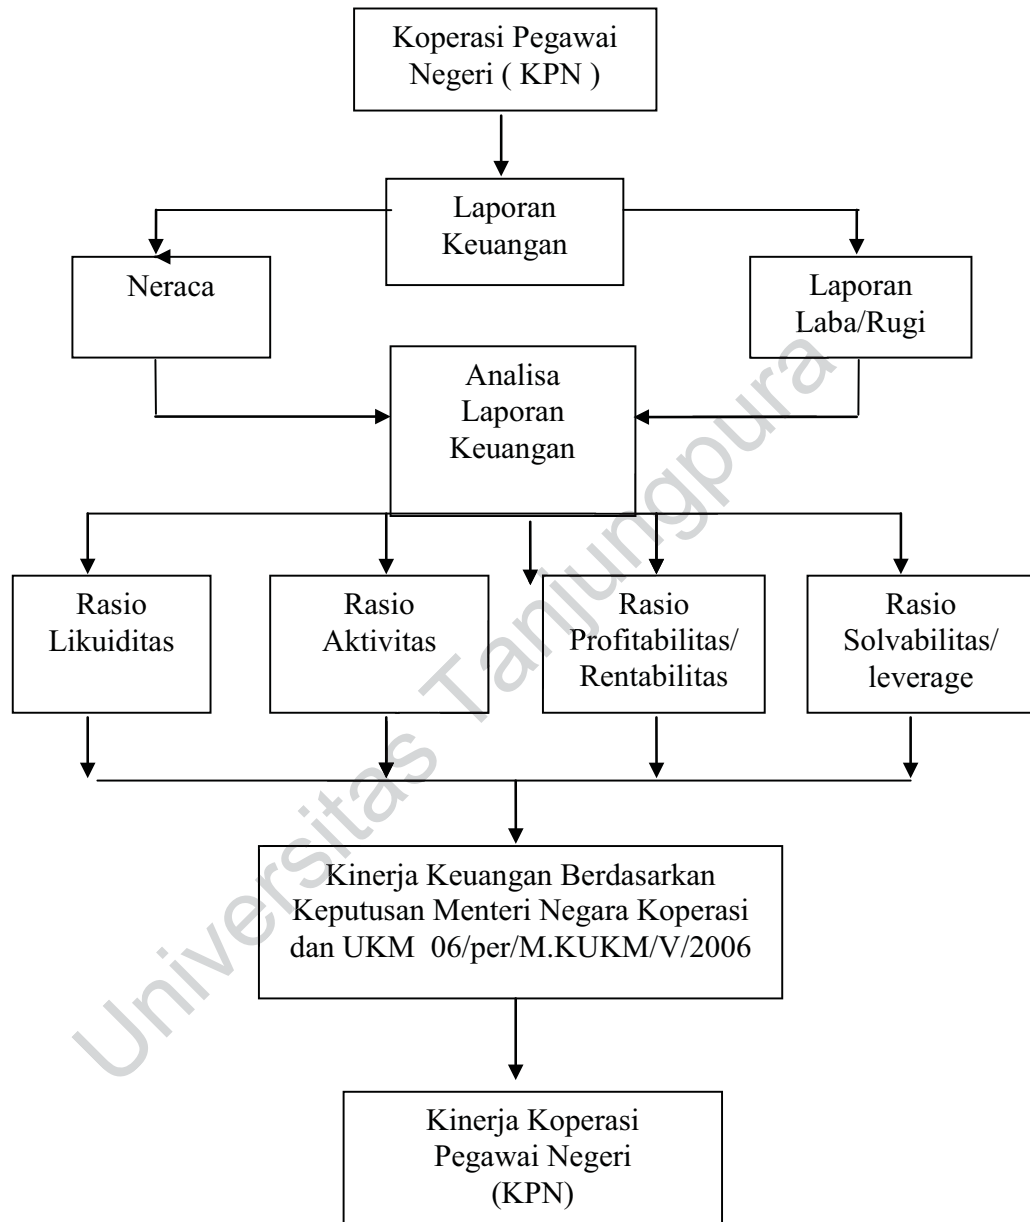 Koperasi Pegawai
Negeri ( KPN )
Laporan
Keuangan
Neraca
Laporan
Laba/Rugi
Analisa
Laporan
Keuangan
Rasio
Likuiditas
Rasio
Aktivitas
Rasio
Profitabilitas/
Rentabilitas
Rasio
Solvabilitas/
leverage
Kinerja Keuangan Berdasarkan
Keputusan Menteri Negara Koperasi
dan UKM 06/per/M.KUKM/V/2006
Kinerja Koperasi
Pegawai Negeri
(KPN)
Universitas Tanjungpura